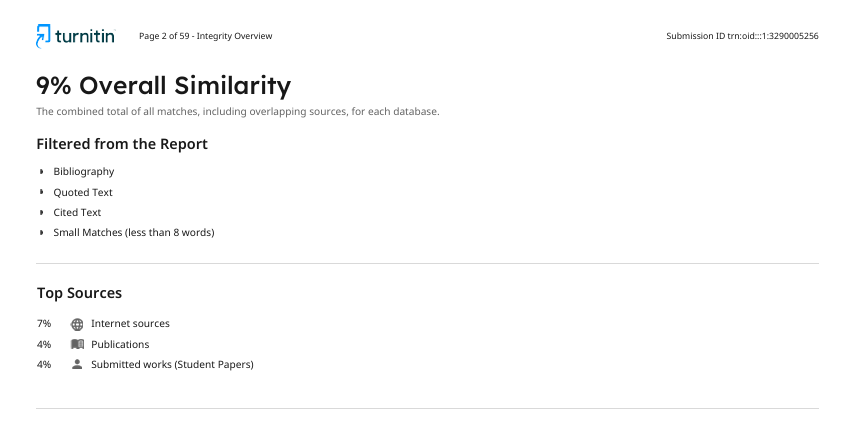 turnitin Page 2 of 59 - Integrity Overview Submission ID trn:oid:::1:3290005256
9% Overall Similarity
The combined total of all matches, including overlapping sources, for each database.
Filtered from the Report
Bibliography
Quoted Text
Cited Text
Small Matches (less than 8 words)
Top Sources
7% Internet sources
4% Publications
4% Submitted works (Student Papers)